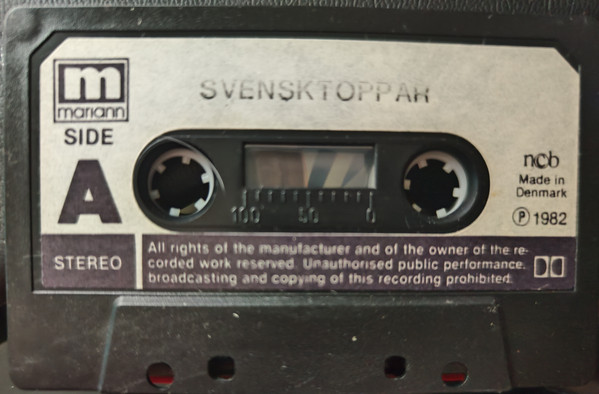 m
mariann
SVENSKTOPPAR
SIDE
A
ncb
Made in
Denmark
100 50 0
℗ 1982
STEREO
All rights of the manufacturer and of the owner of the re-
corded work reserved. Unauthorised public performance.
broadcasting and copying of this recording prohibited.